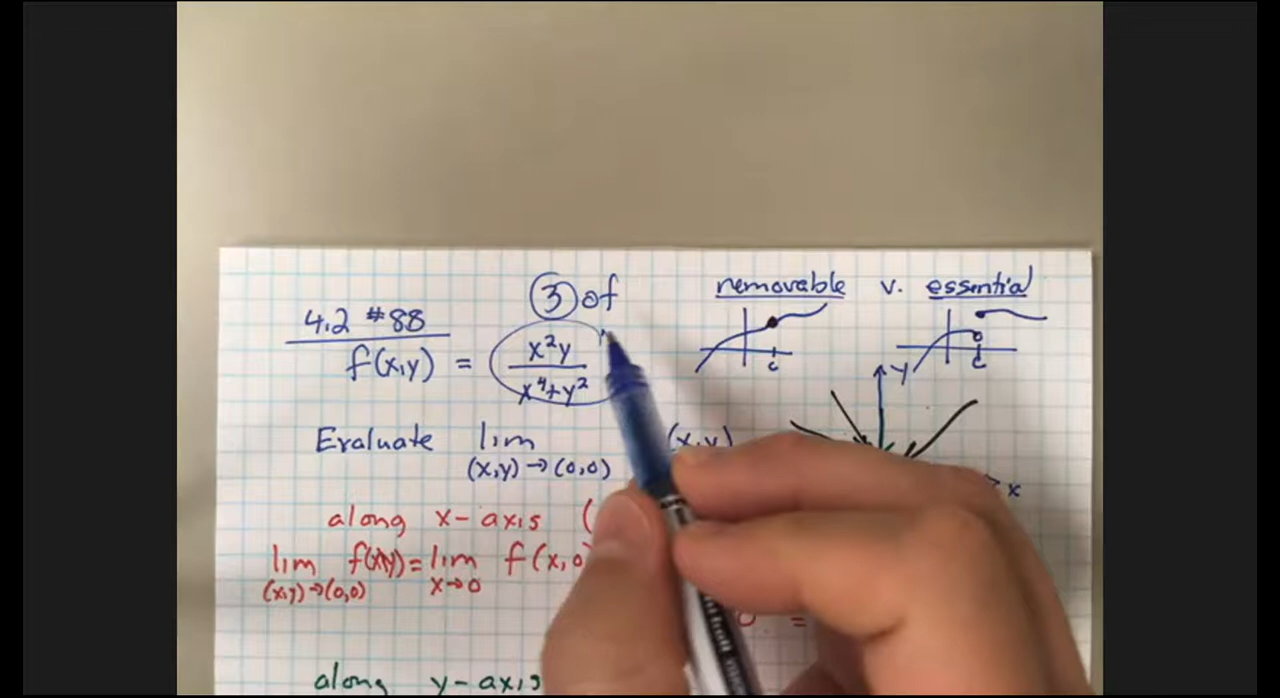 ③ of
removable v. essential
4.2 #88
f(x,y) = x²y / x⁴+y²
c
c
y
Evaluate lim (x,y)
(x,y)→(0,0)
x
along x-axis (
lim f(x,y) = lim f(x,0
(x,y)→(0,0) x→0
0 =
along y-axis